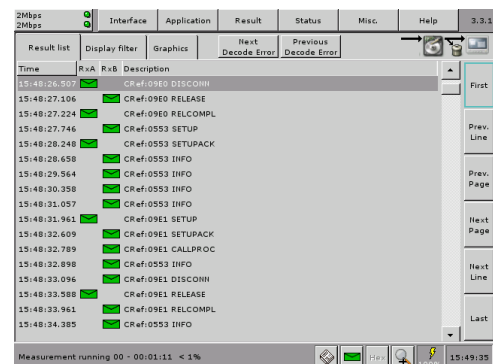 2Mbps
2Mbps
Interface Application Result Status Misc. Help 3.3.1
Result list Display filter Graphics Next Decode Error Previous Decode Error
Time RxA RxB Description
15:48:26.507 CRef:09E0 DISCONN
15:48:27.106 CRef:09E0 RELEASE
15:48:27.224 CRef:09E0 RELCOMPL
15:48:27.746 CRef:0553 SETUP
15:48:28.248 CRef:0553 SETUPACK
15:48:28.658 CRef:0553 INFO
15:48:29.564 CRef:0553 INFO
15:48:30.358 CRef:0553 INFO
15:48:31.057 CRef:0553 INFO
15:48:31.961 CRef:09E1 SETUP
15:48:32.609 CRef:09E1 SETUPACK
15:48:32.789 CRef:09E1 CALLPROC
15:48:32.898 CRef:0553 INFO
15:48:33.096 CRef:09E1 DISCONN
15:48:33.588 CRef:09E1 RELEASE
15:48:33.961 CRef:09E1 RELCOMPL
15:48:34.385 CRef:0553 INFO
First
Prev. Line
Prev. Page
Next Page
Next Line
Last
Measurement running 00 - 00:01:11 < 1% Hex 100% 15:49:35